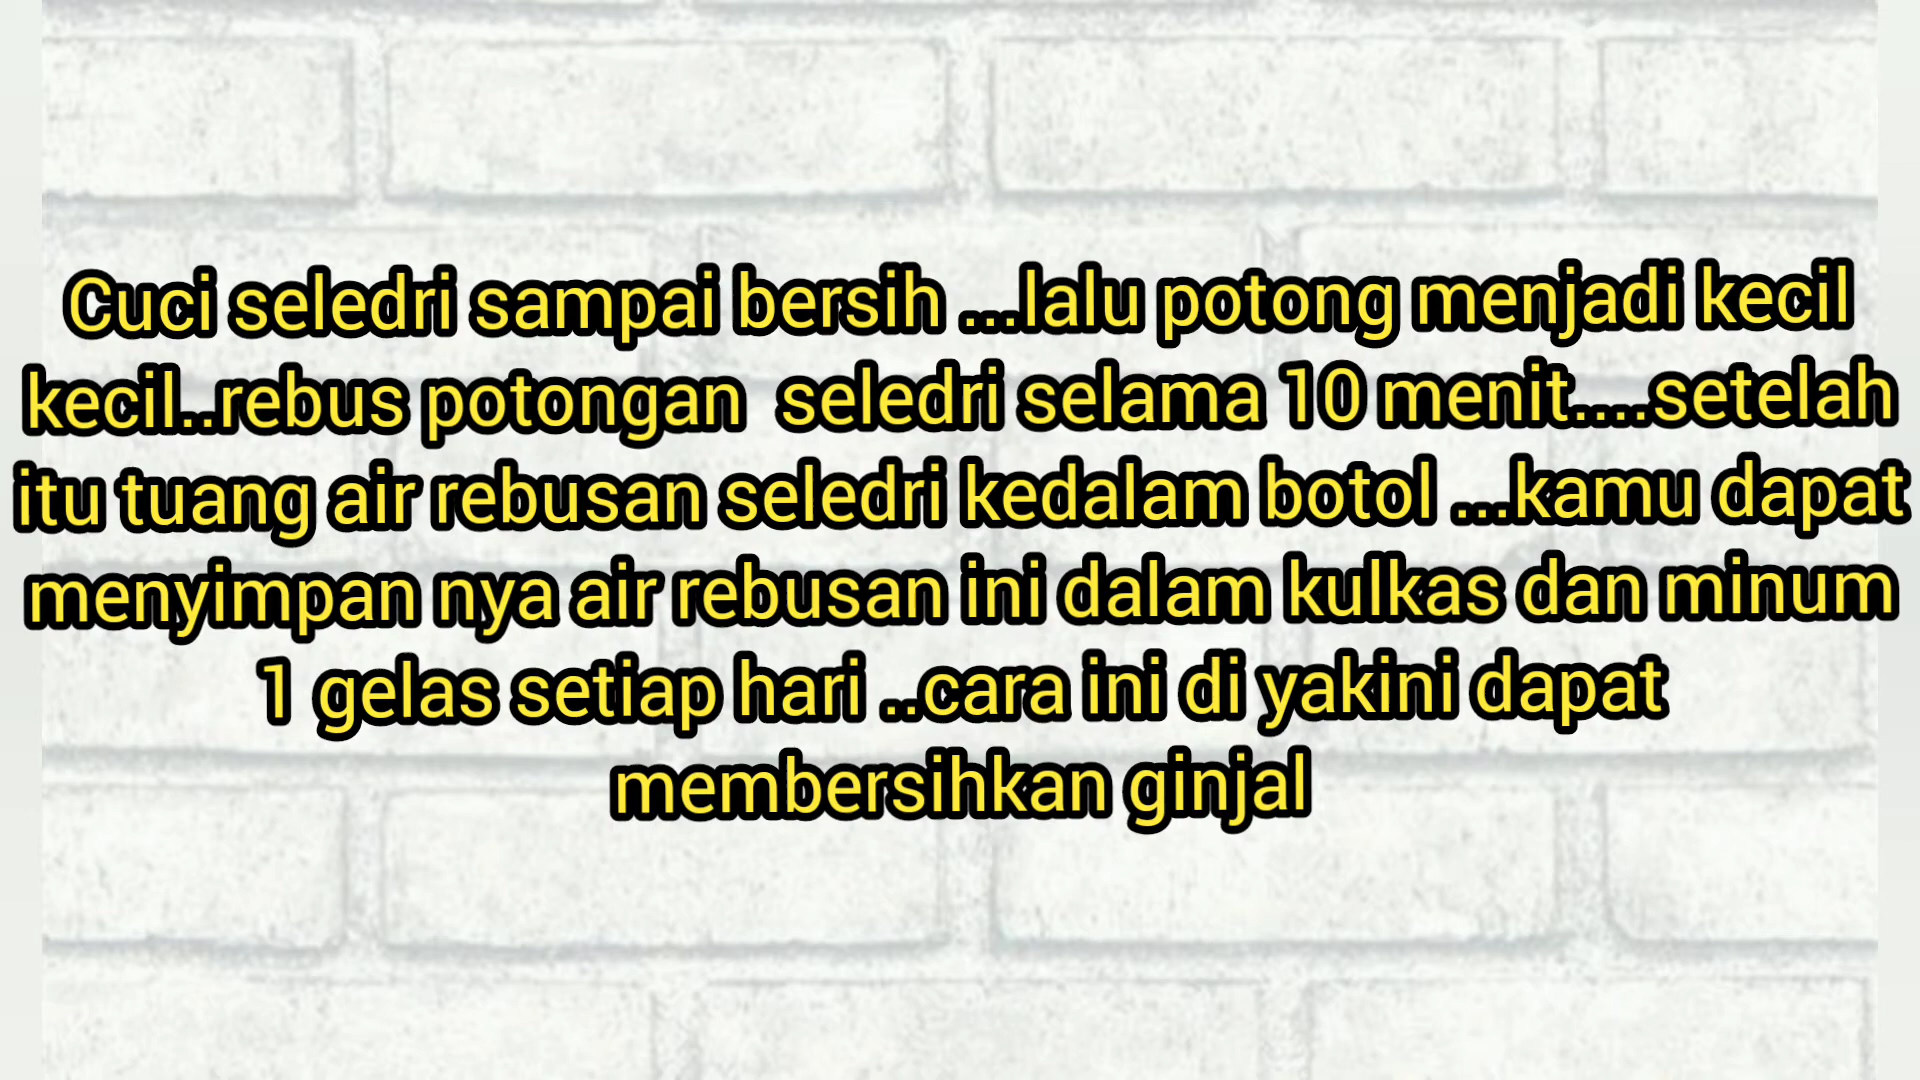 Cuci seledri sampai bersih ...lalu potong menjadi kecil
kecil..rebus potongan  seledri selama 10 menit....setelah
itu tuang air rebusan seledri kedalam botol ...kamu dapat
menyimpan nya air rebusan ini dalam kulkas dan minum
1 gelas setiap hari ..cara ini di yakini dapat
membersihkan ginjal